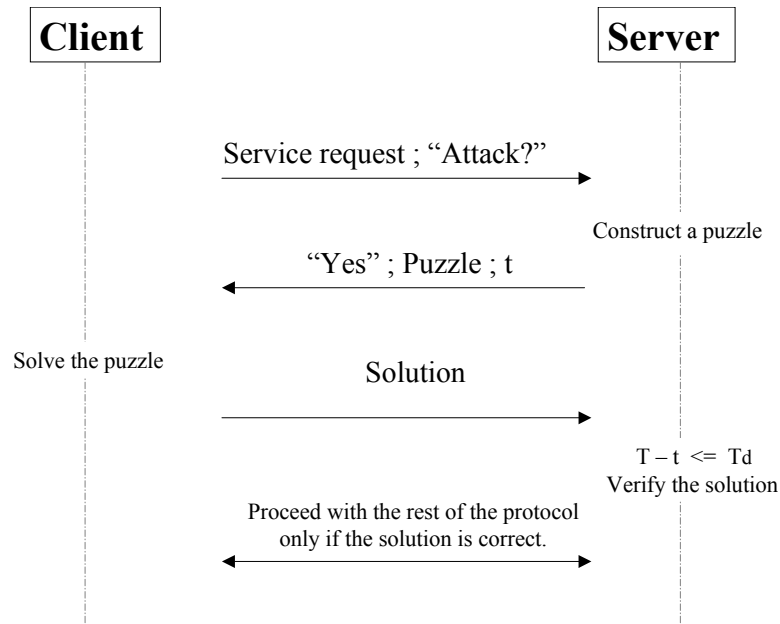 Client
Server
Service request ; “Attack?”
Construct a puzzle
“Yes” ; Puzzle ; t
Solve the puzzle
Solution
T – t <= Td
Verify the solution
Proceed with the rest of the protocol
only if the solution is correct.